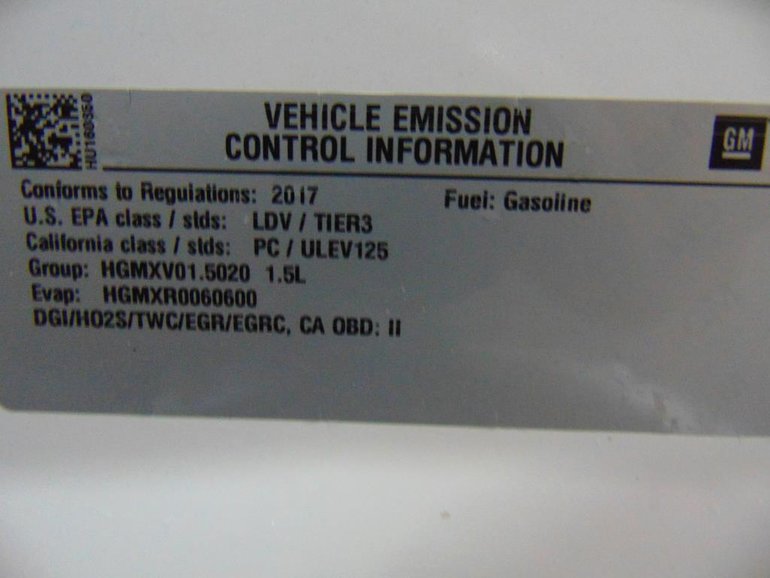 VEHICLE EMISSION
CONTROL INFORMATION
GM
Conforms to Regulations: 2017 Fuel: Gasoline
U.S. EPA class / stds: LDV / TIER3
California class / stds: PC / ULEV125
Group: HGMXV01.5020 1.5L
Evap: HGMXR0060600
DGI/HO2S/TWC/EGR/EGRC, CA OBD: II